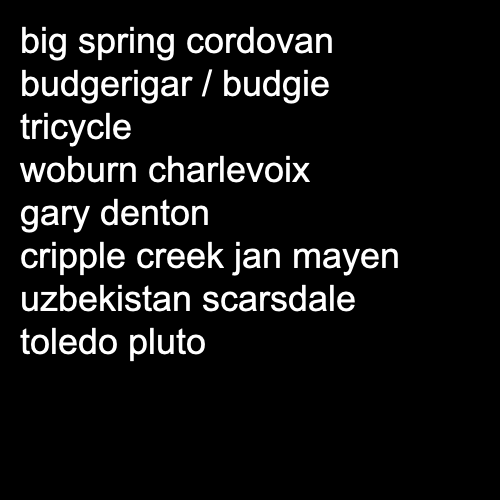 big spring cordovan
budgerigar / budgie
tricycle
woburn charlevoix
gary denton
cripple creek jan mayen
uzbekistan scarsdale
toledo pluto